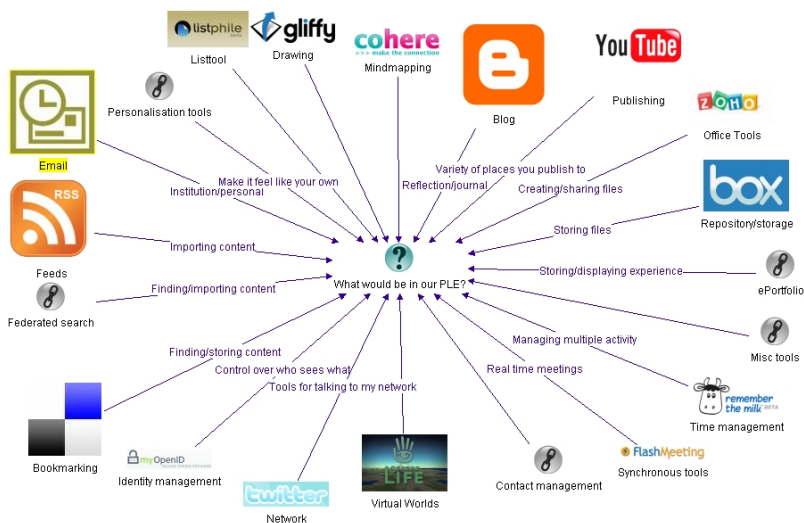 listphile
beta
gliffy
cohere
>>> make the connection
You Tube
Listtool
Drawing
Mindmapping
Blog
Publishing
ZOHO
Office Tools
Personalisation tools
Email
Make it feel like your own
Institution/personal
Variety of places you publish to
Reflection/journal
Creating/sharing files
box
Repository/storage
RSS
Feeds
Importing content
Storing files
What would be in our PLE?
Finding/importing content
Federated search
Storing/displaying experience
ePortfolio
Misc tools
Finding/storing content
Control over who sees what
Tools for talking to my network
Managing multiple activity
Real time meetings
remember
the milk BETA
Time management
Bookmarking
myOpenID
Identity management
twitter
Network
LIFE
Virtual Worlds
Contact management
FlashMeeting
Synchronous tools